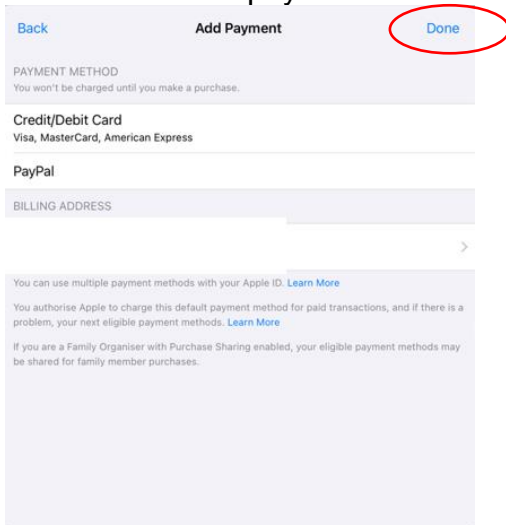 Back Add Payment Done
PAYMENT METHOD
You won't be charged until you make a purchase.
Credit/Debit Card
Visa, MasterCard, American Express
PayPal
BILLING ADDRESS
You can use multiple payment methods with your Apple ID. Learn More
You authorise Apple to charge this default payment method for paid transactions, and if there is a
problem, your next eligible payment methods. Learn More
If you are a Family Organiser with Purchase Sharing enabled, your eligible payment methods may
be shared for family member purchases.